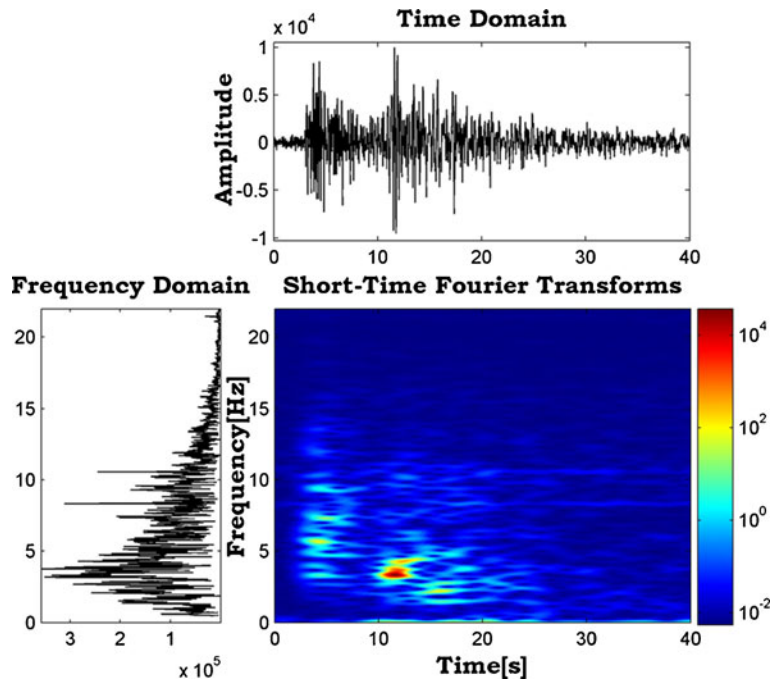 Time Domain
x 10^4
1
0.5
0
-0.5
-1
Amplitude
0 10 20 30 40
Frequency Domain
Short-Time Fourier Transforms
20
15
10
5
0
3 2 1
x 10^5
Frequency[Hz]
20
15
10
5
0
0 10 20 30 40
Time[s]
10^4
10^2
10^0
10^-2